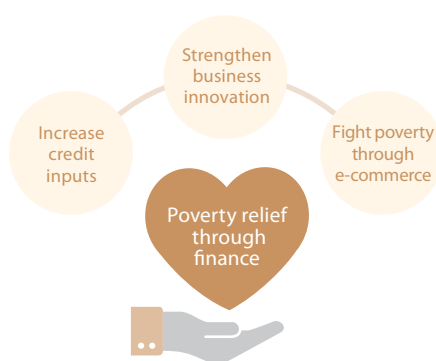 Strengthen
business
innovation
Increase
credit
inputs
Fight poverty
through
e-commerce
Poverty relief
through
finance